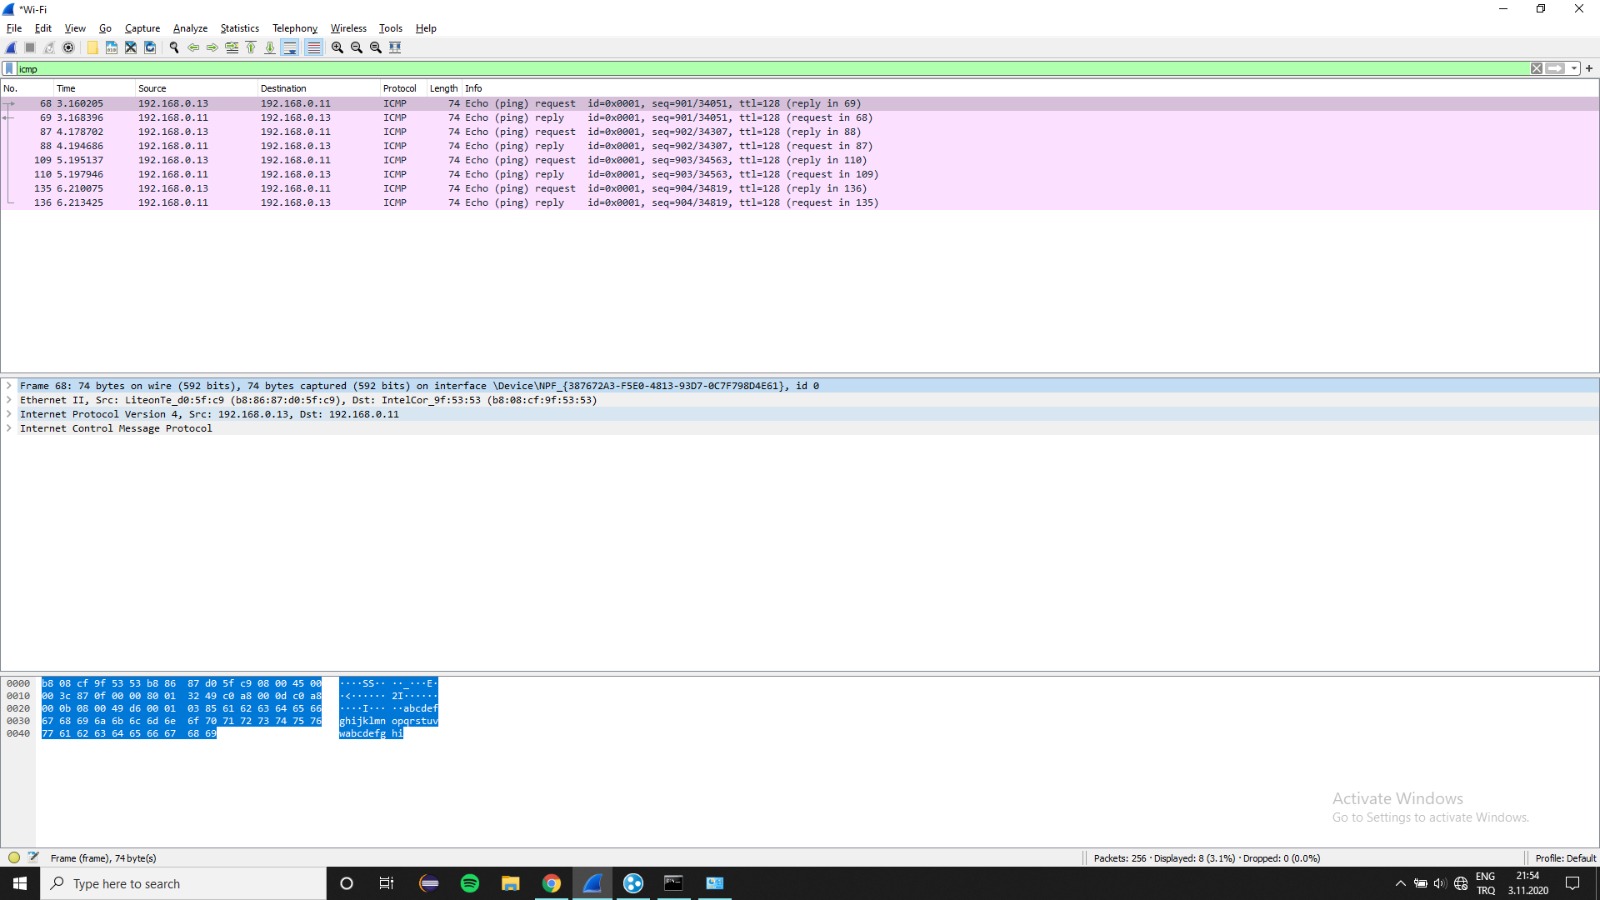 *Wi-Fi
File Edit View Go Capture Analyze Statistics Telephony Wireless Tools Help
icmp
No. Time Source Destination Protocol Length Info
68 3.160205 192.168.0.13 192.168.0.11 ICMP 74 Echo (ping) request id=0x0001, seq=901/34051, ttl=128 (reply in 69)
69 3.168396 192.168.0.11 192.168.0.13 ICMP 74 Echo (ping) reply id=0x0001, seq=901/34051, ttl=128 (request in 68)
87 4.178702 192.168.0.13 192.168.0.11 ICMP 74 Echo (ping) request id=0x0001, seq=902/34307, ttl=128 (reply in 88)
88 4.194686 192.168.0.11 192.168.0.13 ICMP 74 Echo (ping) reply id=0x0001, seq=902/34307, ttl=128 (request in 87)
109 5.195137 192.168.0.13 192.168.0.11 ICMP 74 Echo (ping) request id=0x0001, seq=903/34563, ttl=128 (reply in 110)
110 5.197946 192.168.0.11 192.168.0.13 ICMP 74 Echo (ping) reply id=0x0001, seq=903/34563, ttl=128 (request in 109)
135 6.210075 192.168.0.13 192.168.0.11 ICMP 74 Echo (ping) request id=0x0001, seq=904/34819, ttl=128 (reply in 136)
136 6.213425 192.168.0.11 192.168.0.13 ICMP 74 Echo (ping) reply id=0x0001, seq=904/34819, ttl=128 (request in 135)
Frame 68: 74 bytes on wire (592 bits), 74 bytes captured (592 bits) on interface \Device\NPF_{387672A3-F5E0-4813-93D7-0C7F798D4E61}, id 0
Ethernet II, Src: LiteonTe_d0:5f:c9 (b8:86:87:d0:5f:c9), Dst: IntelCor_9f:53:53 (b8:08:cf:9f:53:53)
Internet Protocol Version 4, Src: 192.168.0.13, Dst: 192.168.0.11
Internet Control Message Protocol
0000 b8 08 cf 9f 53 53 b8 86 87 d0 5f c9 08 00 45 00 ····SS·· ··_···E·
0010 00 3c 87 0f 00 00 80 01 32 49 c0 a8 00 0d c0 a8 ·<······ 2I······
0020 00 0b 08 00 49 d6 00 01 03 85 61 62 63 64 65 66 ····I··· ··abcdef
0030 67 68 69 6a 6b 6c 6d 6e 6f 70 71 72 73 74 75 76 ghijklmn opqrstuv
0040 77 61 62 63 64 65 66 67 68 69 wabcdefg hi
Activate Windows
Go to Settings to activate Windows.
Frame (frame), 74 byte(s) Packets: 256 · Displayed: 8 (3.1%) · Dropped: 0 (0.0%) Profile: Default
Type here to search
ENG 21:54
TRQ 3.11.2020